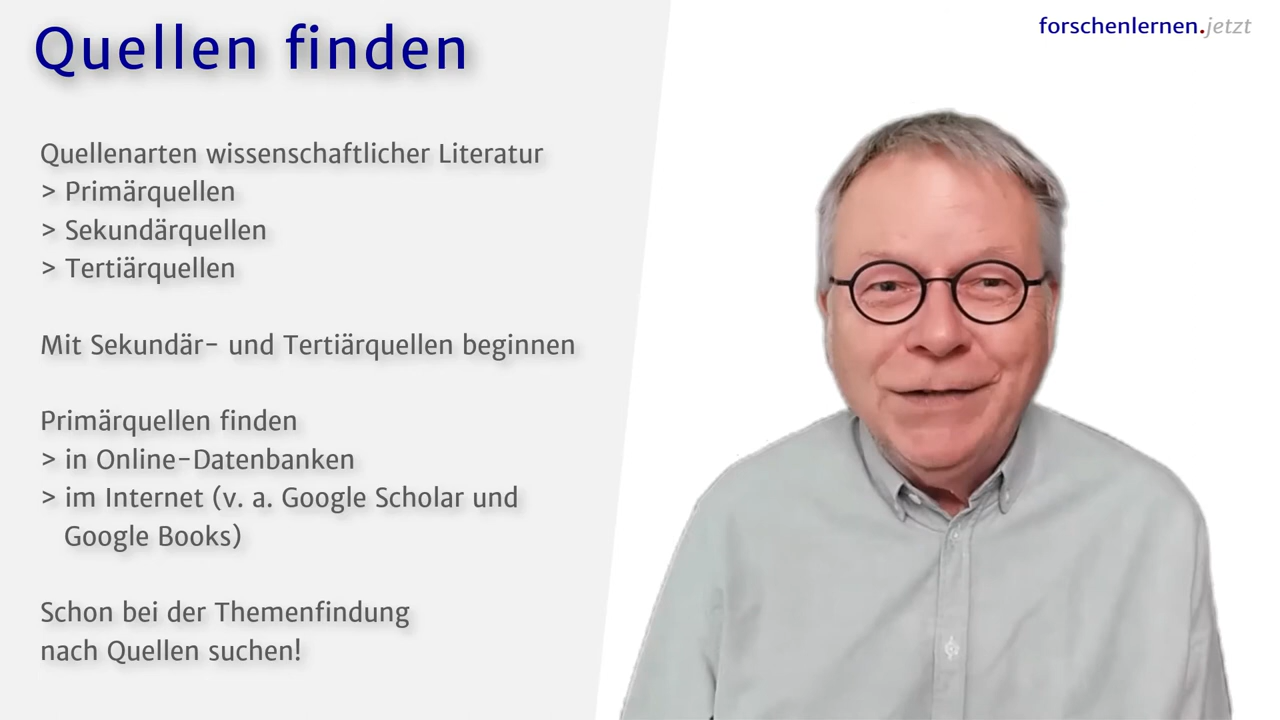 Quellen finden
forschenlernen.jetzt
Quellenarten wissenschaftlicher Literatur
> Primärquellen
> Sekundärquellen
> Tertiärquellen
Mit Sekundär- und Tertiärquellen beginnen
Primärquellen finden
> in Online-Datenbanken
> im Internet (v. a. Google Scholar und
Google Books)
Schon bei der Themenfindung
nach Quellen suchen!